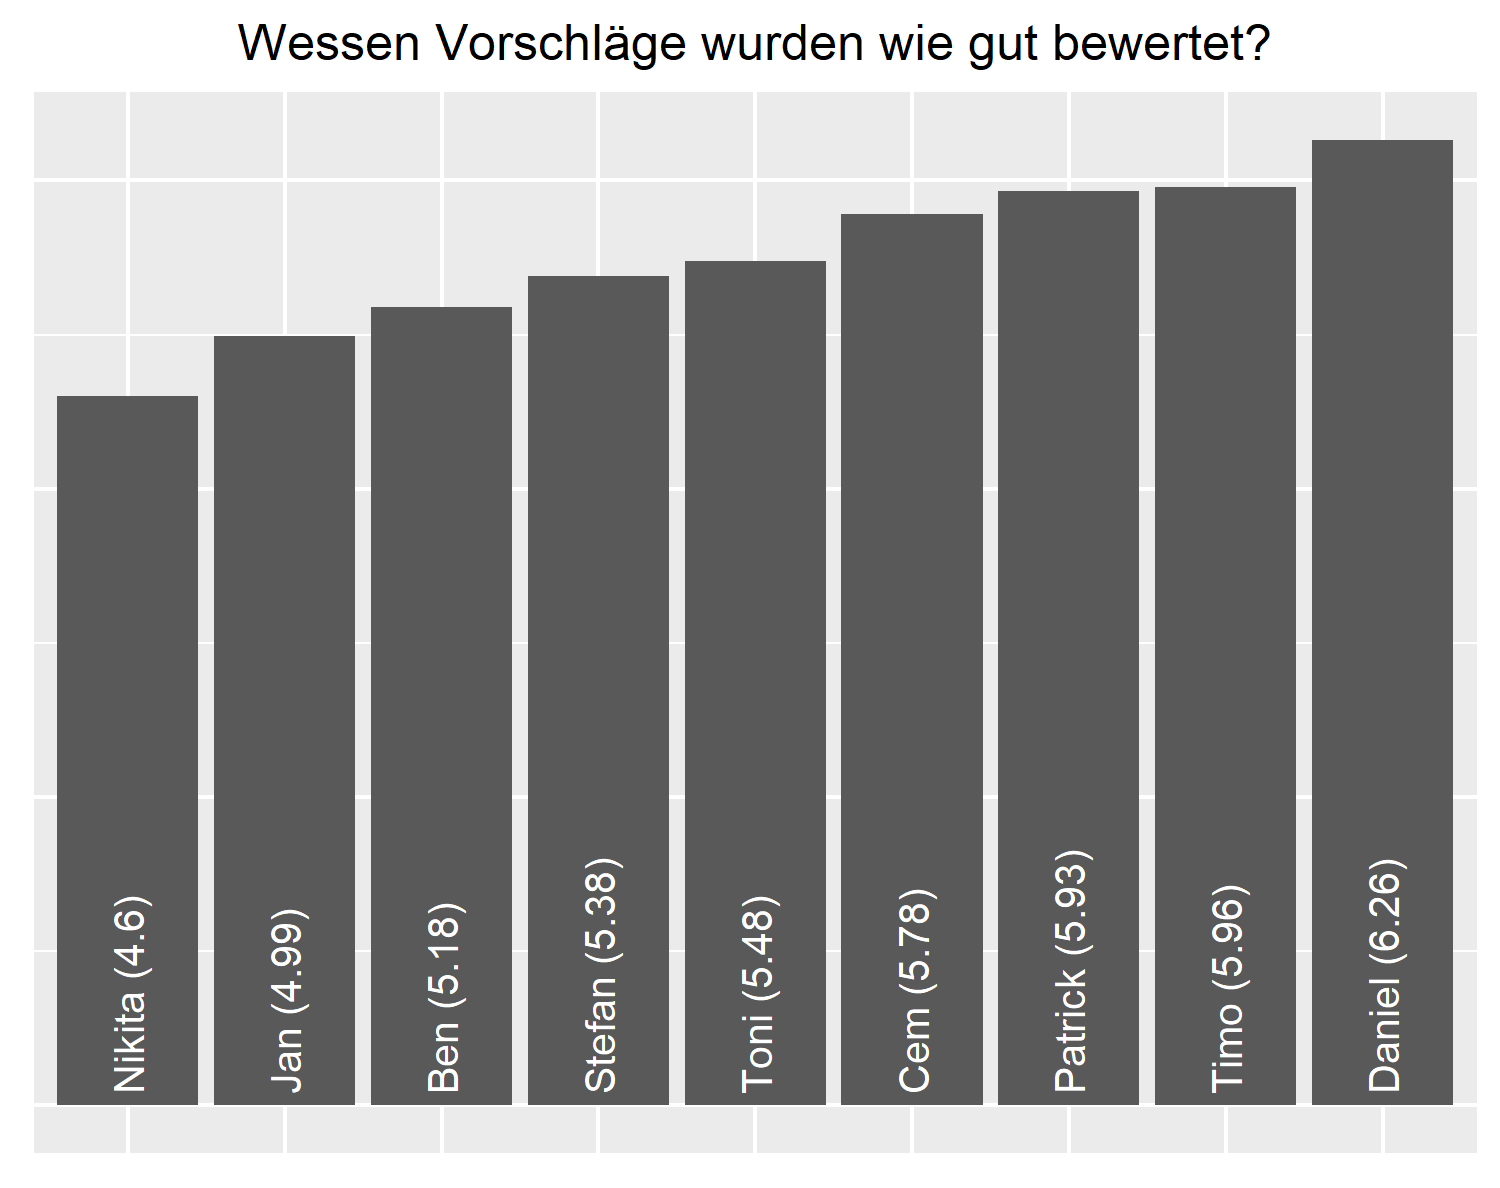 Wessen Vorschläge wurden wie gut bewertet?
Nikita (4.6)
Jan (4.99)
Ben (5.18)
Stefan (5.38)
Toni (5.48)
Cem (5.78)
Patrick (5.93)
Timo (5.96)
Daniel (6.26)